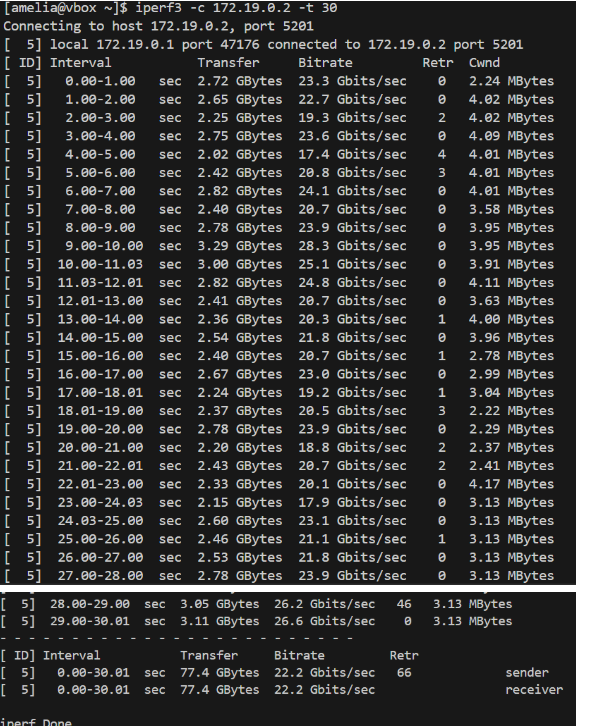 [amelia@vbox ~]$ iperf3 -c 172.19.0.2 -t 30
Connecting to host 172.19.0.2, port 5201
[  5] local 172.19.0.1 port 47176 connected to 172.19.0.2 port 5201
[ ID] Interval           Transfer     Bitrate         Retr  Cwnd
[  5]   0.00-1.00   sec  2.72 GBytes  23.3 Gbits/sec    0   2.24 MBytes
[  5]   1.00-2.00   sec  2.65 GBytes  22.7 Gbits/sec    0   4.02 MBytes
[  5]   2.00-3.00   sec  2.25 GBytes  19.3 Gbits/sec    2   4.02 MBytes
[  5]   3.00-4.00   sec  2.75 GBytes  23.6 Gbits/sec    0   4.09 MBytes
[  5]   4.00-5.00   sec  2.02 GBytes  17.4 Gbits/sec    4   4.01 MBytes
[  5]   5.00-6.00   sec  2.42 GBytes  20.8 Gbits/sec    3   4.01 MBytes
[  5]   6.00-7.00   sec  2.82 GBytes  24.1 Gbits/sec    0   4.01 MBytes
[  5]   7.00-8.00   sec  2.40 GBytes  20.7 Gbits/sec    0   3.58 MBytes
[  5]   8.00-9.00   sec  2.78 GBytes  23.9 Gbits/sec    0   3.95 MBytes
[  5]   9.00-10.00  sec  3.29 GBytes  28.3 Gbits/sec    0   3.95 MBytes
[  5]  10.00-11.03  sec  3.00 GBytes  25.1 Gbits/sec    0   3.91 MBytes
[  5]  11.03-12.01  sec  2.82 GBytes  24.8 Gbits/sec    0   4.11 MBytes
[  5]  12.01-13.00  sec  2.41 GBytes  20.7 Gbits/sec    0   3.63 MBytes
[  5]  13.00-14.00  sec  2.36 GBytes  20.3 Gbits/sec    1   4.00 MBytes
[  5]  14.00-15.00  sec  2.54 GBytes  21.8 Gbits/sec    0   3.96 MBytes
[  5]  15.00-16.00  sec  2.40 GBytes  20.7 Gbits/sec    1   2.78 MBytes
[  5]  16.00-17.00  sec  2.67 GBytes  23.0 Gbits/sec    0   2.99 MBytes
[  5]  17.00-18.01  sec  2.24 GBytes  19.2 Gbits/sec    1   3.04 MBytes
[  5]  18.01-19.00  sec  2.37 GBytes  20.5 Gbits/sec    3   2.22 MBytes
[  5]  19.00-20.00  sec  2.78 GBytes  23.9 Gbits/sec    0   2.29 MBytes
[  5]  20.00-21.00  sec  2.20 GBytes  18.8 Gbits/sec    2   2.37 MBytes
[  5]  21.00-22.01  sec  2.43 GBytes  20.7 Gbits/sec    2   2.41 MBytes
[  5]  22.01-23.00  sec  2.33 GBytes  20.1 Gbits/sec    0   4.17 MBytes
[  5]  23.00-24.03  sec  2.15 GBytes  17.9 Gbits/sec    0   3.13 MBytes
[  5]  24.03-25.00  sec  2.60 GBytes  23.1 Gbits/sec    0   3.13 MBytes
[  5]  25.00-26.00  sec  2.46 GBytes  21.1 Gbits/sec    1   3.13 MBytes
[  5]  26.00-27.00  sec  2.53 GBytes  21.8 Gbits/sec    0   3.13 MBytes
[  5]  27.00-28.00  sec  2.78 GBytes  23.9 Gbits/sec    0   3.13 MBytes
[  5]  28.00-29.00  sec  3.05 GBytes  26.2 Gbits/sec   46   3.13 MBytes
[  5]  29.00-30.01  sec  3.11 GBytes  26.6 Gbits/sec    0   3.13 MBytes
- - - - - - - - - - - - - - - - - - - - - - - - -
[ ID] Interval           Transfer     Bitrate         Retr
[  5]   0.00-30.01  sec  77.4 GBytes  22.2 Gbits/sec   66             sender
[  5]   0.00-30.01  sec  77.4 GBytes  22.2 Gbits/sec                  receiver
iperf Done